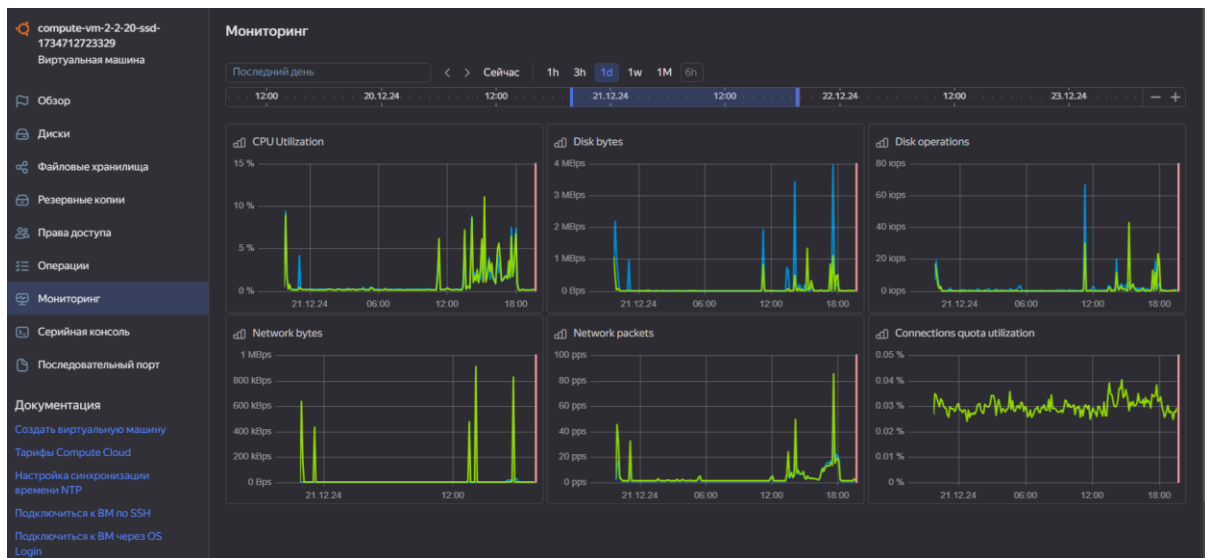 compute-vm-2-2-20-ssd-
1734712723329
Виртуальная машина
Обзор
Диски
Файловые хранилища
Резервные копии
Права доступа
Операции
Мониторинг
Серийная консоль
Последовательный порт
Документация
Создать виртуальную машину
Тарифы Compute Cloud
Настройка синхронизации
времени NTP
Подключиться к ВМ по SSH
Подключиться к ВМ через OS
Login
Мониторинг
Последний день < > Сейчас 1h 3h 1d 1w 1M 6h
12:00 20.12.24 12:00 21.12.24 12:00 22.12.24 12:00 23.12.24 — +
CPU Utilization
15 %
10 %
5 %
0 %
21.12.24 06:00 12:00 18:00
Disk bytes
4 MBps
3 MBps
2 MBps
1 MBps
0 Bps
21.12.24 06:00 12:00 18:00
Disk operations
80 iops
60 iops
40 iops
20 iops
0 iops
21.12.24 06:00 12:00 18:00
Network bytes
1 MBps
800 kBps
600 kBps
400 kBps
200 kBps
0 Bps
21.12.24 12:00
Network packets
100 pps
80 pps
60 pps
40 pps
20 pps
0 pps
21.12.24 06:00 12:00 18:00
Connections quota utilization
0.05 %
0.04 %
0.03 %
0.02 %
0.01 %
0 %
21.12.24 06:00 12:00 18:00